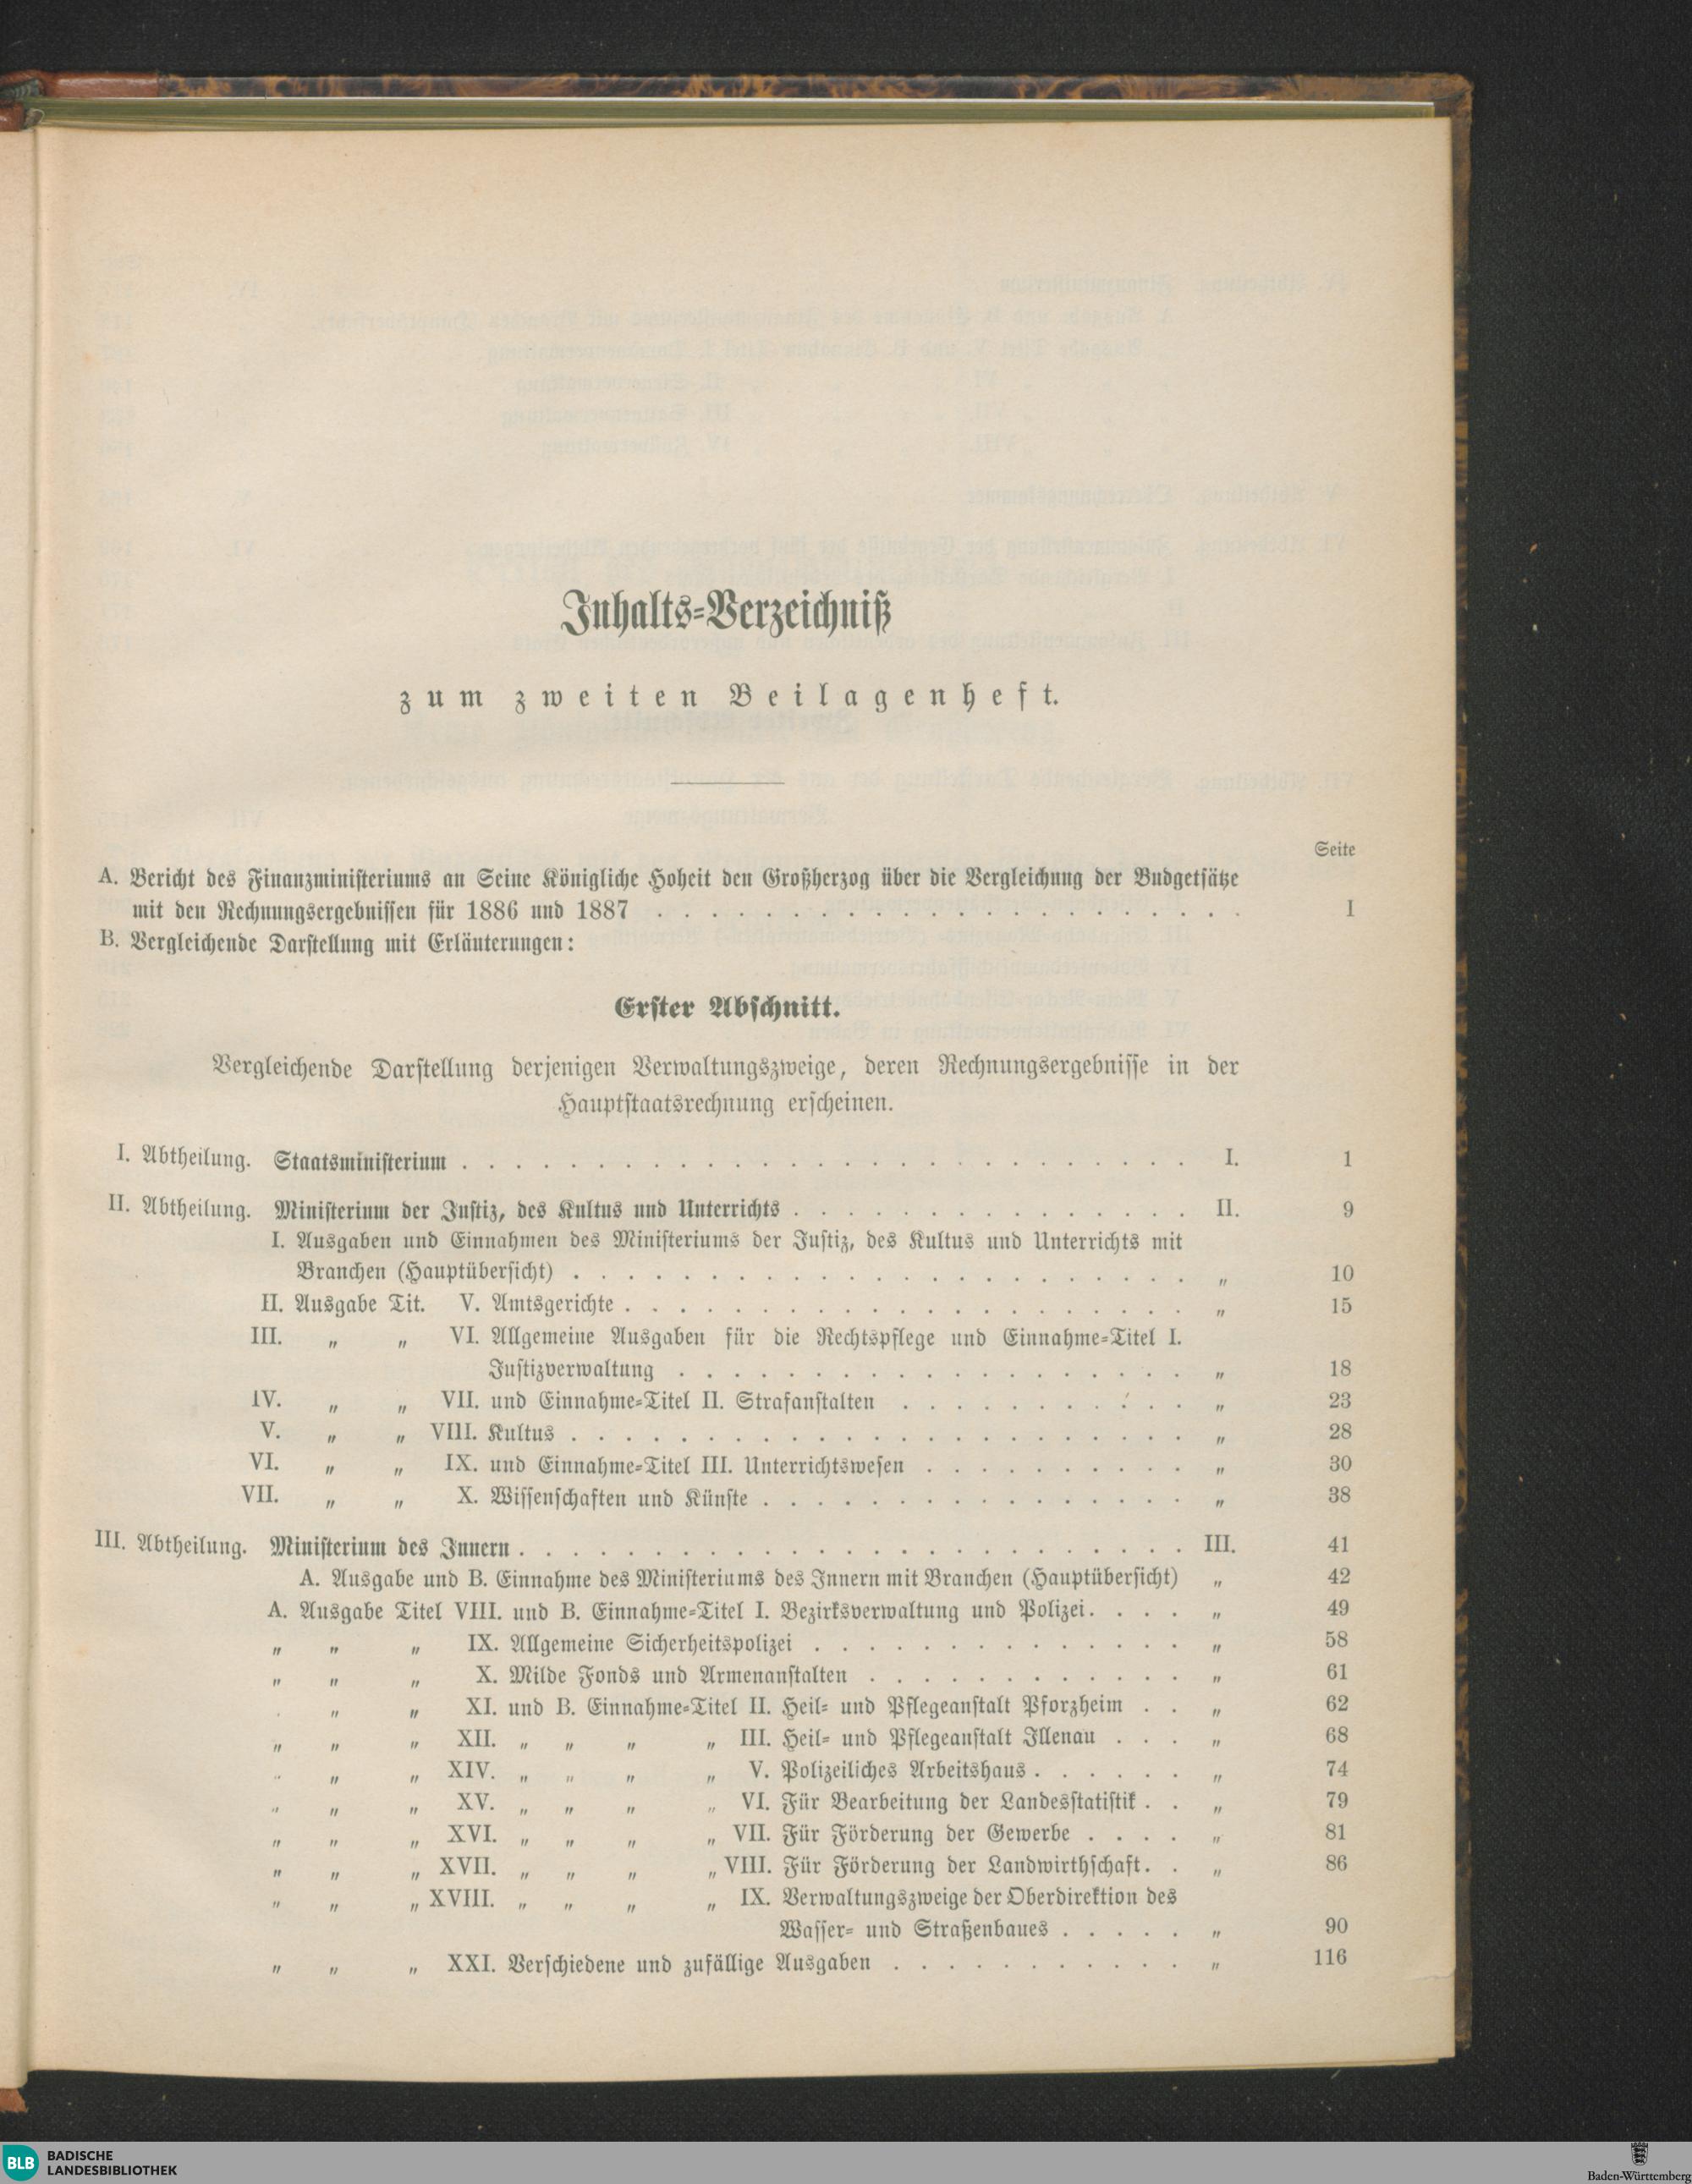 Inhalts-Verzeichniß
zum zweiten Beilagenheft.
Seite
A. Bericht des Finanzministeriums an Seine Königliche Hoheit den Großherzog über die Vergleichung der Budgetsätze
mit den Rechnungsergebnissen für 1886 und 1887 . . . . . . . . . . . . . . . . . . . . . . I
B. Vergleichende Darstellung mit Erläuterungen:
Erster Abschnitt.
Vergleichende Darstellung derjenigen Verwaltungszweige, deren Rechnungsergebnisse in der
Hauptstaatsrechnung erscheinen.
I. Abtheilung. Staatsministerium . . . . . . . . . . . . . . . . . . . . . . . . . . . I. 1
II. Abtheilung. Ministerium der Justiz, des Kultus und Unterrichts . . . . . . . . . . . . . . . II. 9
I. Ausgaben und Einnahmen des Ministeriums der Justiz, des Kultus und Unterrichts mit
Branchen (Hauptübersicht) . . . . . . . . . . . . . . . . . . . . . . . „ 10
II. Ausgabe Tit. V. Amtsgerichte . . . . . . . . . . . . . . . . . . . . . „ 15
III. „ „ VI. Allgemeine Ausgaben für die Rechtspflege und Einnahme-Titel I.
Justizverwaltung . . . . . . . . . . . . . . . . . . . „ 18
IV. „ „ VII. und Einnahme-Titel II. Strafanstalten . . . . . . . . . . . „ 23
V. „ „ VIII. Kultus . . . . . . . . . . . . . . . . . . . . . . . „ 28
VI. „ „ IX. und Einnahme-Titel III. Unterrichtswesen . . . . . . . . . . „ 30
VII. „ „ X. Wissenschaften und Künste . . . . . . . . . . . . . . . . „ 38
III. Abtheilung. Ministerium des Innern . . . . . . . . . . . . . . . . . . . . . . . . . III. 41
A. Ausgabe und B. Einnahme des Ministeriums des Innern mit Branchen (Hauptübersicht) „ 42
A. Ausgabe Titel VIII. und B. Einnahme-Titel I. Bezirksverwaltung und Polizei . . . . „ 49
„ „ „ IX. Allgemeine Sicherheitspolizei . . . . . . . . . . . . . . „ 58
„ „ „ X. Milde Fonds und Armenanstalten . . . . . . . . . . . . „ 61
„ „ XI. und B. Einnahme-Titel II. Heil- und Pflegeanstalt Pforzheim . . „ 62
„ „ „ XII. „ „ „ „ III. Heil- und Pflegeanstalt Illenau . . . „ 68
„ „ „ XIV. „ „ „ „ V. Polizeiliches Arbeitshaus . . . . . . „ 74
„ „ „ XV. „ „ „ „ VI. Für Bearbeitung der Landesstatistik . . „ 79
„ „ „ XVI. „ „ „ „ VII. Für Förderung der Gewerbe . . . . „ 81
„ „ „ XVII. „ „ „ „ VIII. Für Förderung der Landwirthschaft . . „ 86
„ „ „ XVIII. „ „ „ „ IX. Verwaltungszweige der Oberdirektion des
Wasser- und Straßenbaues . . . . . „ 90
„ „ „ XXI. Verschiedene und zufällige Ausgaben . . . . . . . . . . . „ 116
BLB BADISCHE
LANDESBIBLIOTHEK
Baden-Württemberg